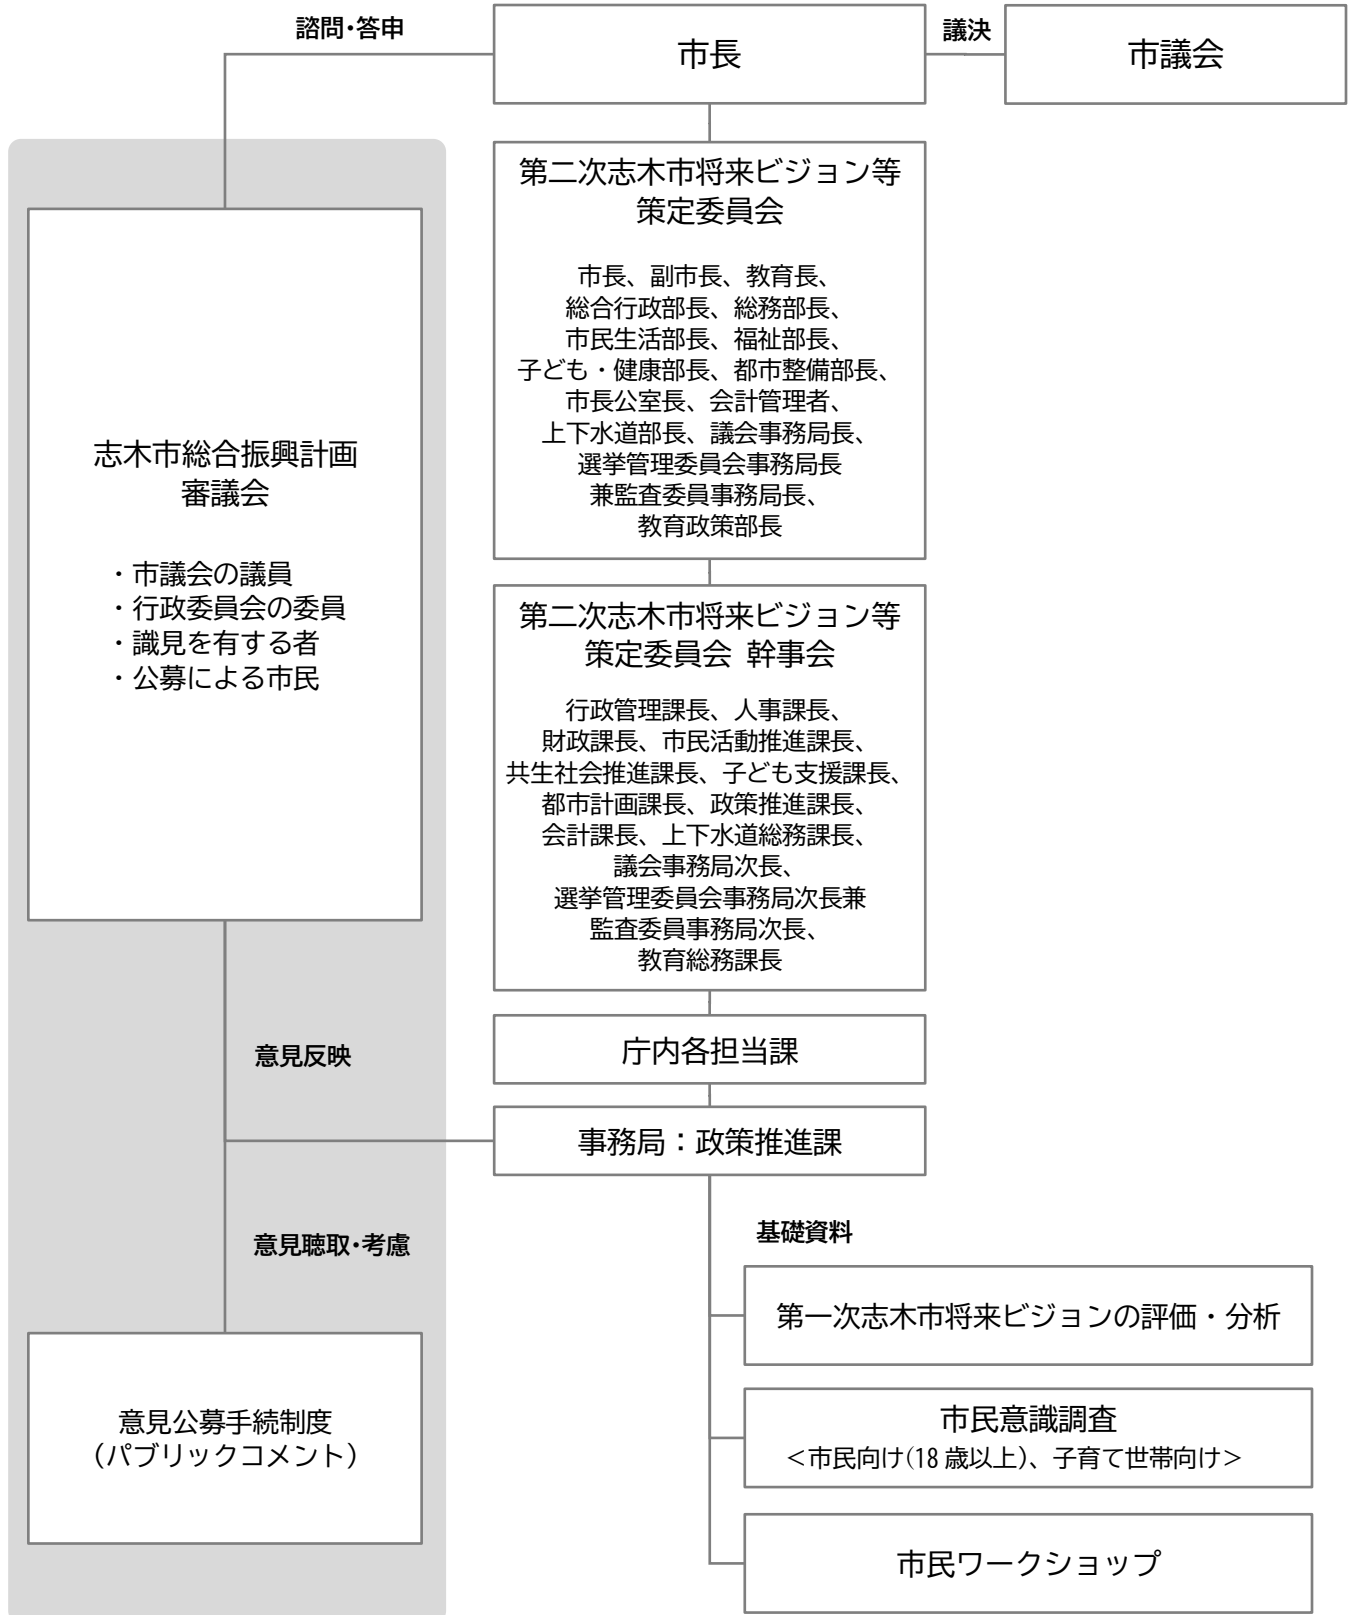 諮問・答申
市長
議決
市議会
第二次志木市将来ビジョン等
策定委員会
市長、副市長、教育長、
総合行政部長、総務部長、
市民生活部長、福祉部長、
子ども・健康部長、都市整備部長、
市長公室長、会計管理者、
上下水道部長、議会事務局長、
選挙管理委員会事務局長
兼監査委員事務局長、
教育政策部長
志木市総合振興計画
審議会
・市議会の議員
・行政委員会の委員
・識見を有する者
・公募による市民
第二次志木市将来ビジョン等
策定委員会 幹事会
行政管理課長、人事課長、
財政課長、市民活動推進課長、
共生社会推進課長、子ども支援課長、
都市計画課長、政策推進課長、
会計課長、上下水道総務課長、
議会事務局次長、
選挙管理委員会事務局次長兼
監査委員事務局次長、
教育総務課長
意見反映
庁内各担当課
事務局：政策推進課
意見聴取・考慮
基礎資料
第一次志木市将来ビジョンの評価・分析
意見公募手続制度
（パブリックコメント）
市民意識調査
＜市民向け(18歳以上)、子育て世帯向け＞
市民ワークショップ